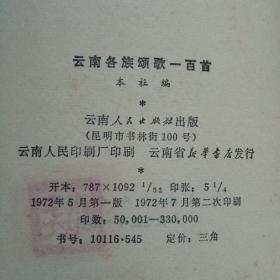 云南各族颂歌一百首
本社编
*
云南人民出版社出版
(昆明市书林街100号)
云南人民印刷厂印刷 云南省新华书店发行
*
开本：787×1092 1/32 印张：5 1/4
1972年5月第一版 1972年7月第二次印刷
印数：50,001-330,000
书号：10116·545 定价：三角